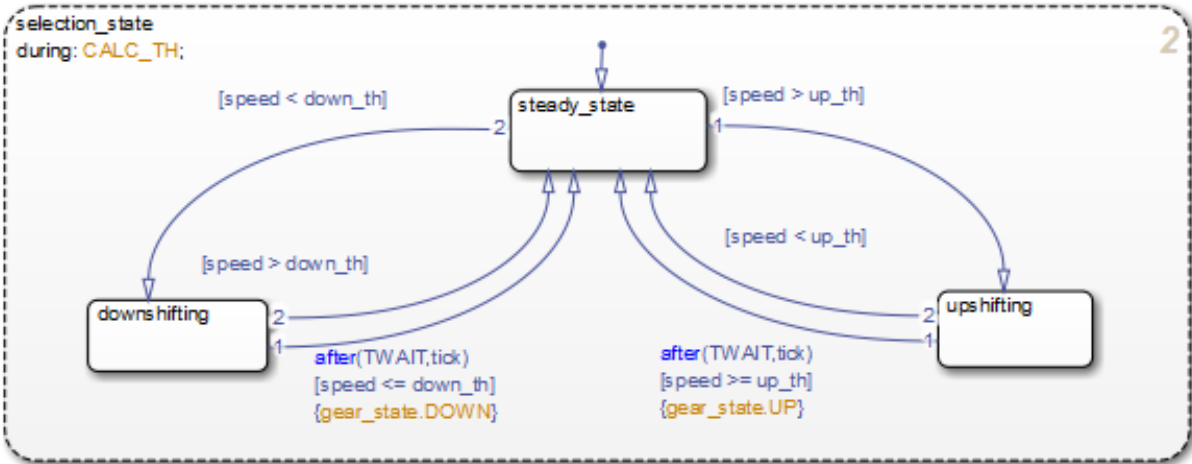 selection_state
during: CALC_TH;
2
[speed < down_th]
steady_state
[speed > up_th]
2
1
[speed > down_th]
[speed < up_th]
downshifting
2
1
upshifting
2
1
after(TWAIT,tick)
[speed <= down_th]
{gear_state.DOWN}
after(TWAIT,tick)
[speed >= up_th]
{gear_state.UP}